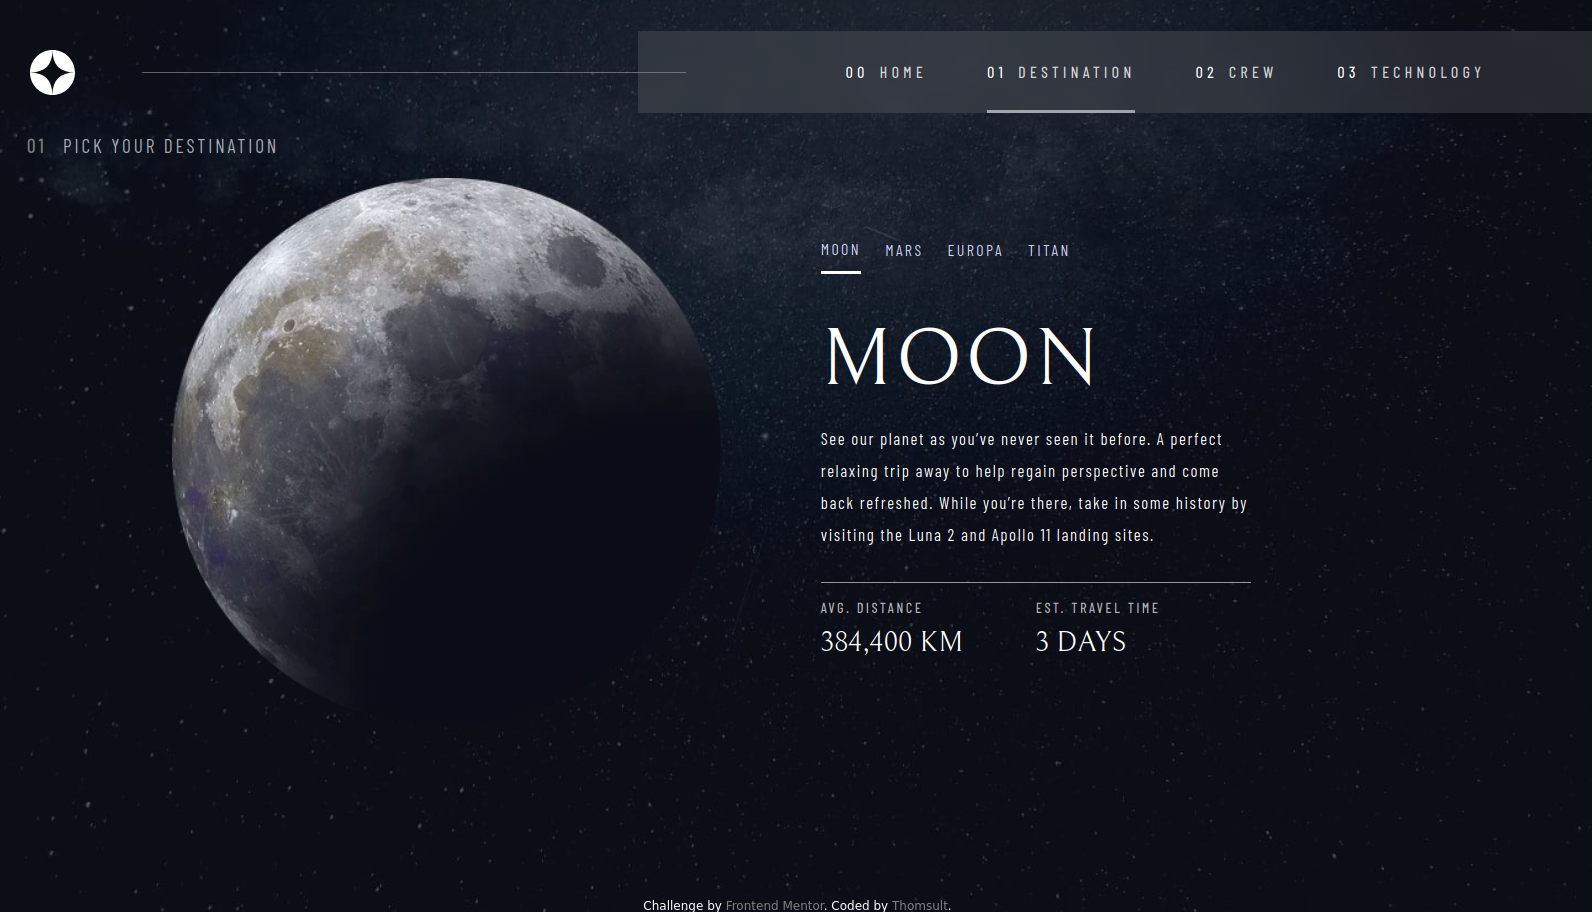 00 HOME 01 DESTINATION 02 CREW 03 TECHNOLOGY
01 PICK YOUR DESTINATION
MOON MARS EUROPA TITAN
MOON
See our planet as you’ve never seen it before. A perfect
relaxing trip away to help regain perspective and come
back refreshed. While you’re there, take in some history by
visiting the Luna 2 and Apollo 11 landing sites.
AVG. DISTANCE EST. TRAVEL TIME
384,400 KM 3 DAYS
Challenge by Frontend Mentor. Coded by Thomsult.